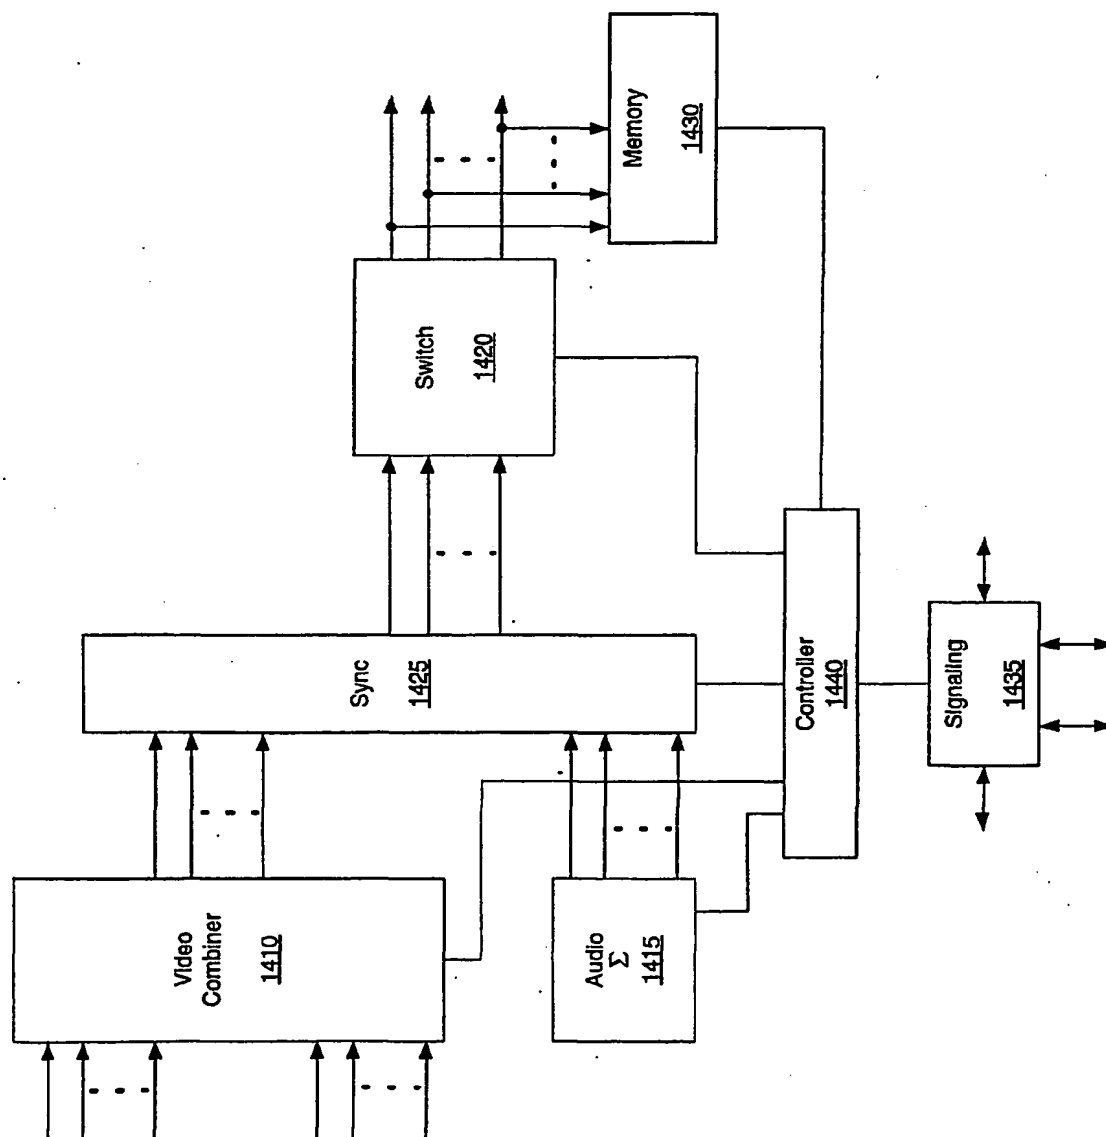 Video
Combiner
1410
Audio
Σ
1415
Sync
1425
Switch
1420
Memory
1430
Controller
1440
Signaling
1435